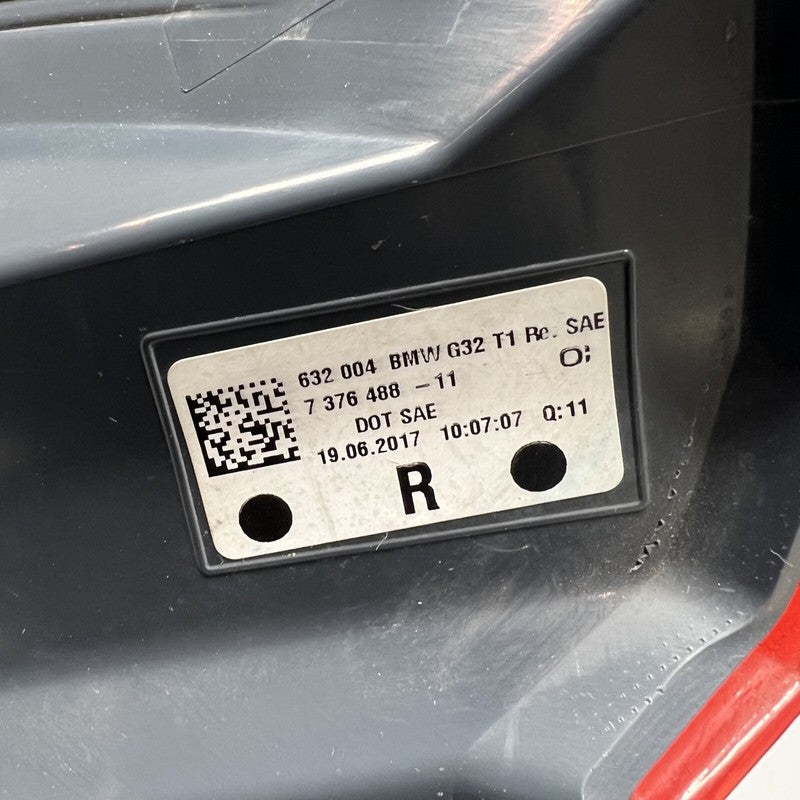 632 004 BMW G32 T1 Re. SAE
7 376 488 -11
DOT SAE
19.06.2017 10:07:07 Q:11
R